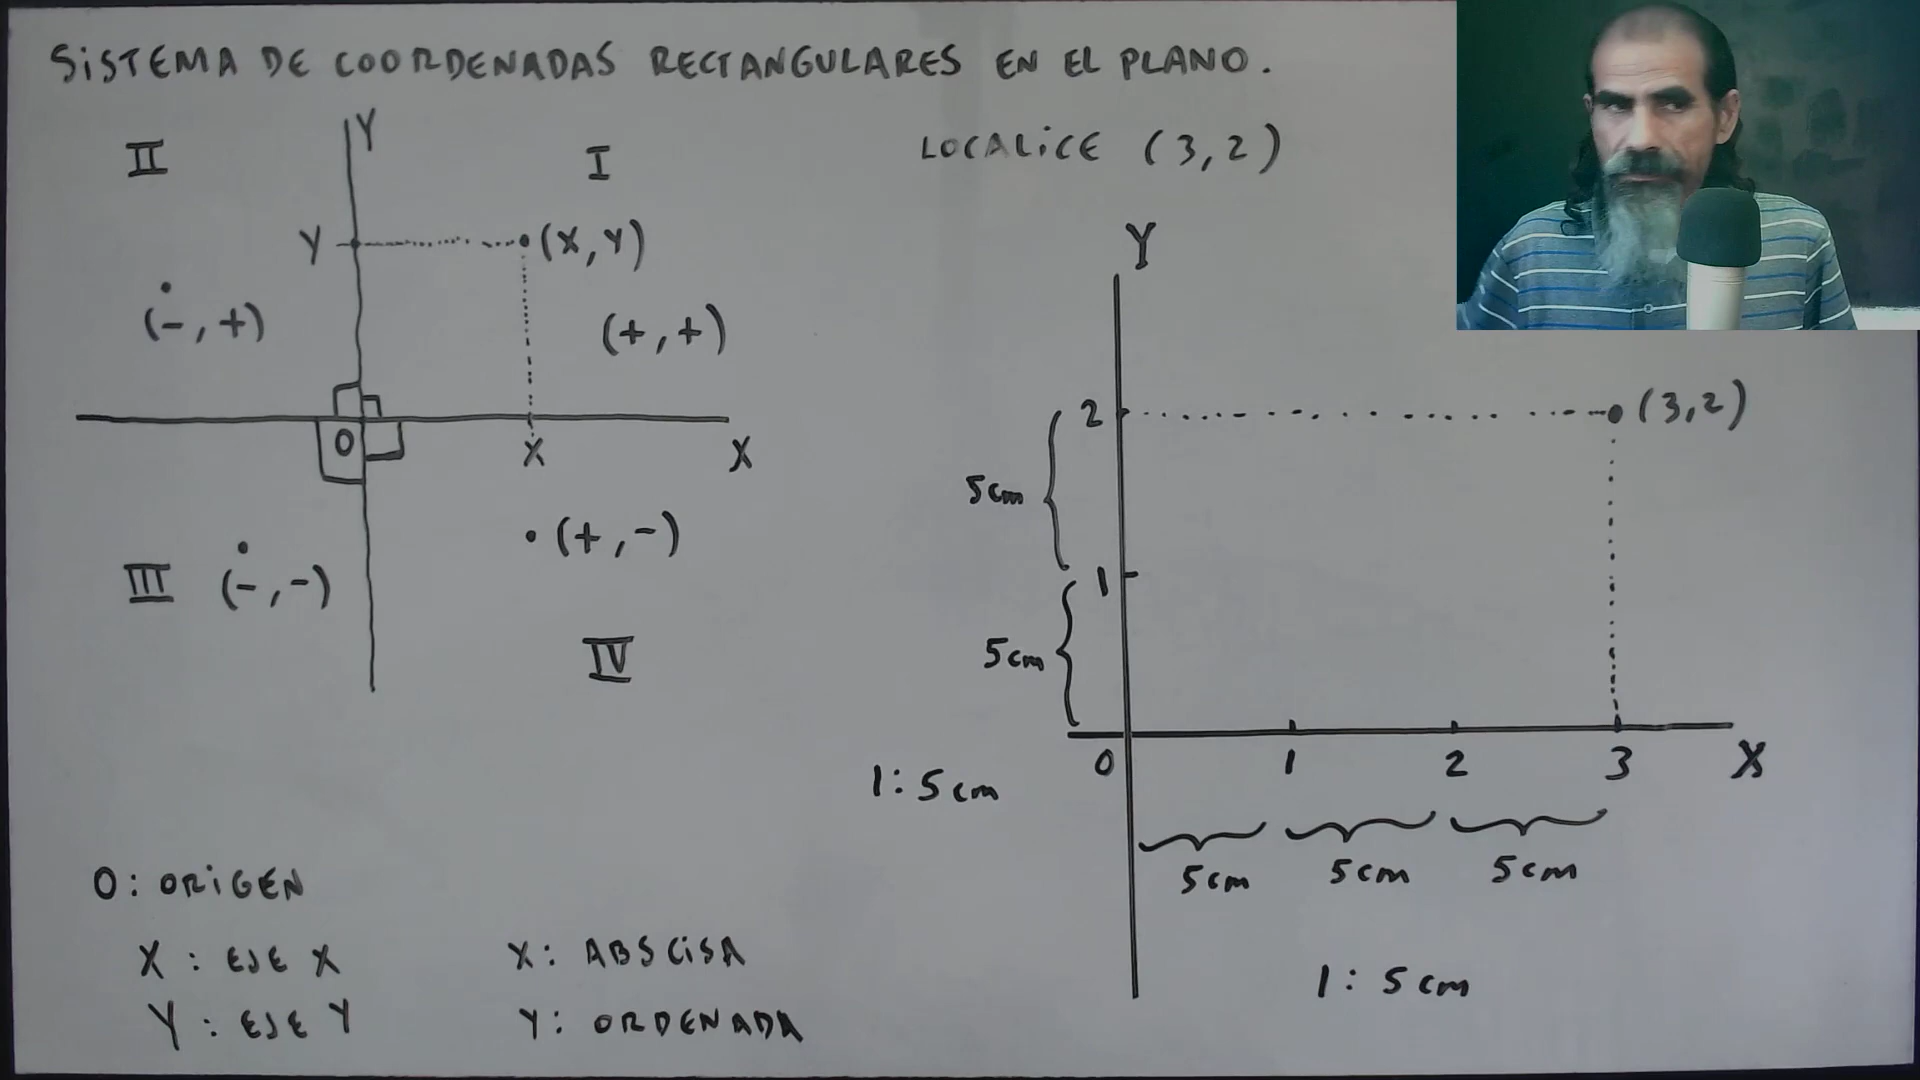 SISTEMA DE COORDENADAS RECTANGULARES EN EL PLANO.
Y
II
I
Y
(X, Y)
(-, +)
(+, +)
O
X
X
(+, -)
III
(-, -)
IV
O: ORIGEN
X : EJE X
X: ABSCISA
Y : EJE Y
Y: ORDENADA
LOCALICE (3,2)
Y
2
(3,2)
5cm
1
5cm
0
1
2
3
X
1: 5cm
5cm
5cm
5cm
1: 5cm